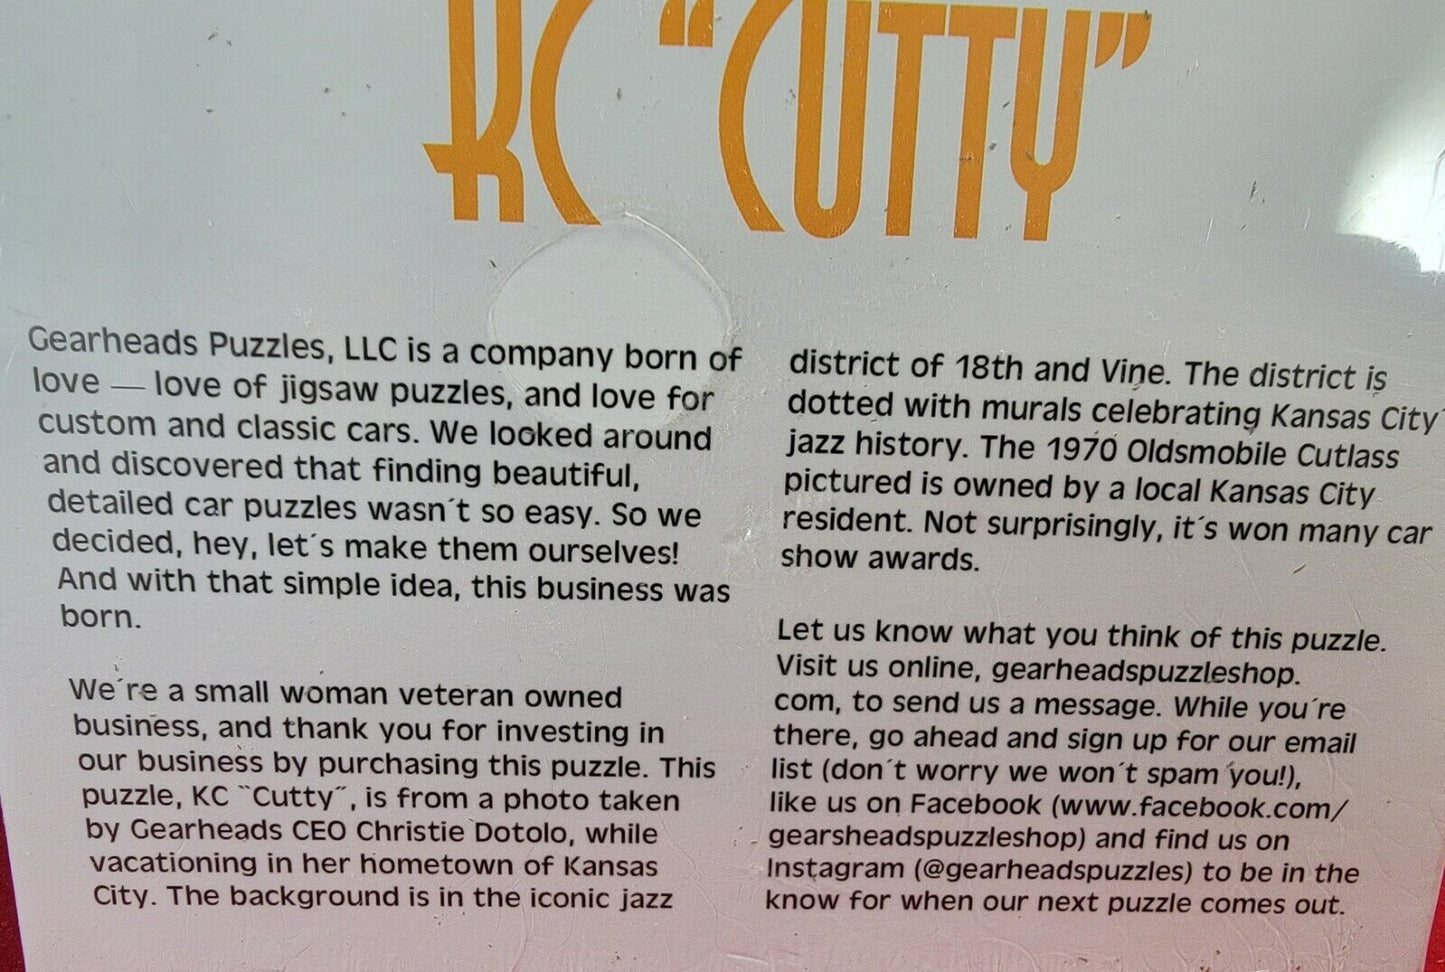 KC “CUTTY”
Gearheads Puzzles, LLC is a company born of
love — love of jigsaw puzzles, and love for
custom and classic cars. We looked around
and discovered that finding beautiful,
detailed car puzzles wasn´t so easy. So we
decided, hey, let´s make them ourselves!
And with that simple idea, this business was
born.
We´re a small woman veteran owned
business, and thank you for investing in
our business by purchasing this puzzle. This
puzzle, KC ˝Cutty˝, is from a photo taken
by Gearheads CEO Christie Dotolo, while
vacationing in her hometown of Kansas
City. The background is in the iconic jazz
district of 18th and Vine. The district is
dotted with murals celebrating Kansas City´
jazz history. The 1970 Oldsmobile Cutlass
pictured is owned by a local Kansas City
resident. Not surprisingly, it´s won many car
show awards.
Let us know what you think of this puzzle.
Visit us online, gearheadspuzzleshop.
com, to send us a message. While you´re
there, go ahead and sign up for our email
list (don´t worry we won´t spam you!),
like us on Facebook (www.facebook.com/
gearsheadspuzzleshop) and find us on
Instagram (@gearheadspuzzles) to be in the
know for when our next puzzle comes out.